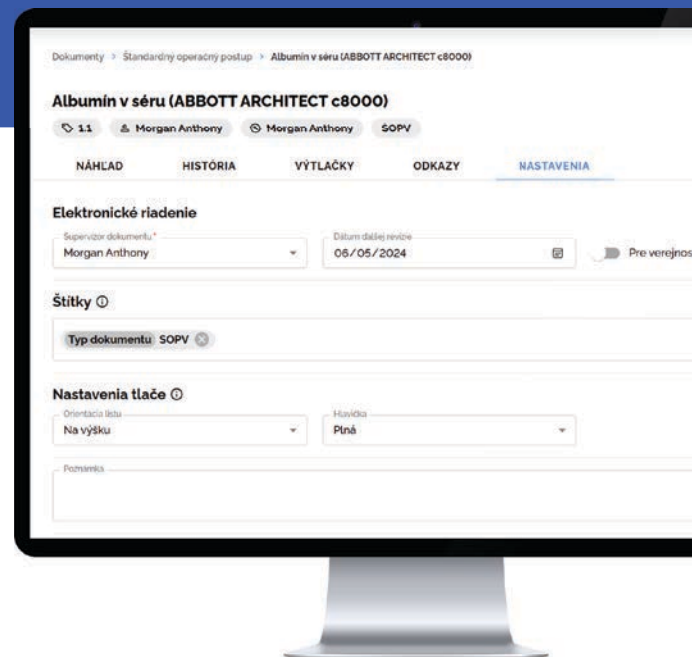 Dokumenty > Štandardný operačný postup > Albumín v séru (ABBOTT ARCHITECT c8000)
Albumín v séru (ABBOTT ARCHITECT c8000)
1.1 Morgan Anthony Morgan Anthony SOPV
NÁHĽAD HISTÓRIA VÝTLAČKY ODKAZY NASTAVENIA
Elektronické riadenie
Supervízor dokumentu * Dátum ďalšej revízie
Morgan Anthony 06/05/2024 Pre verejnos
Štítky
Typ dokumentu SOPV
Nastavenia tlače
Orientácia listu Hlavička
Na výšku Plná
Poznámka